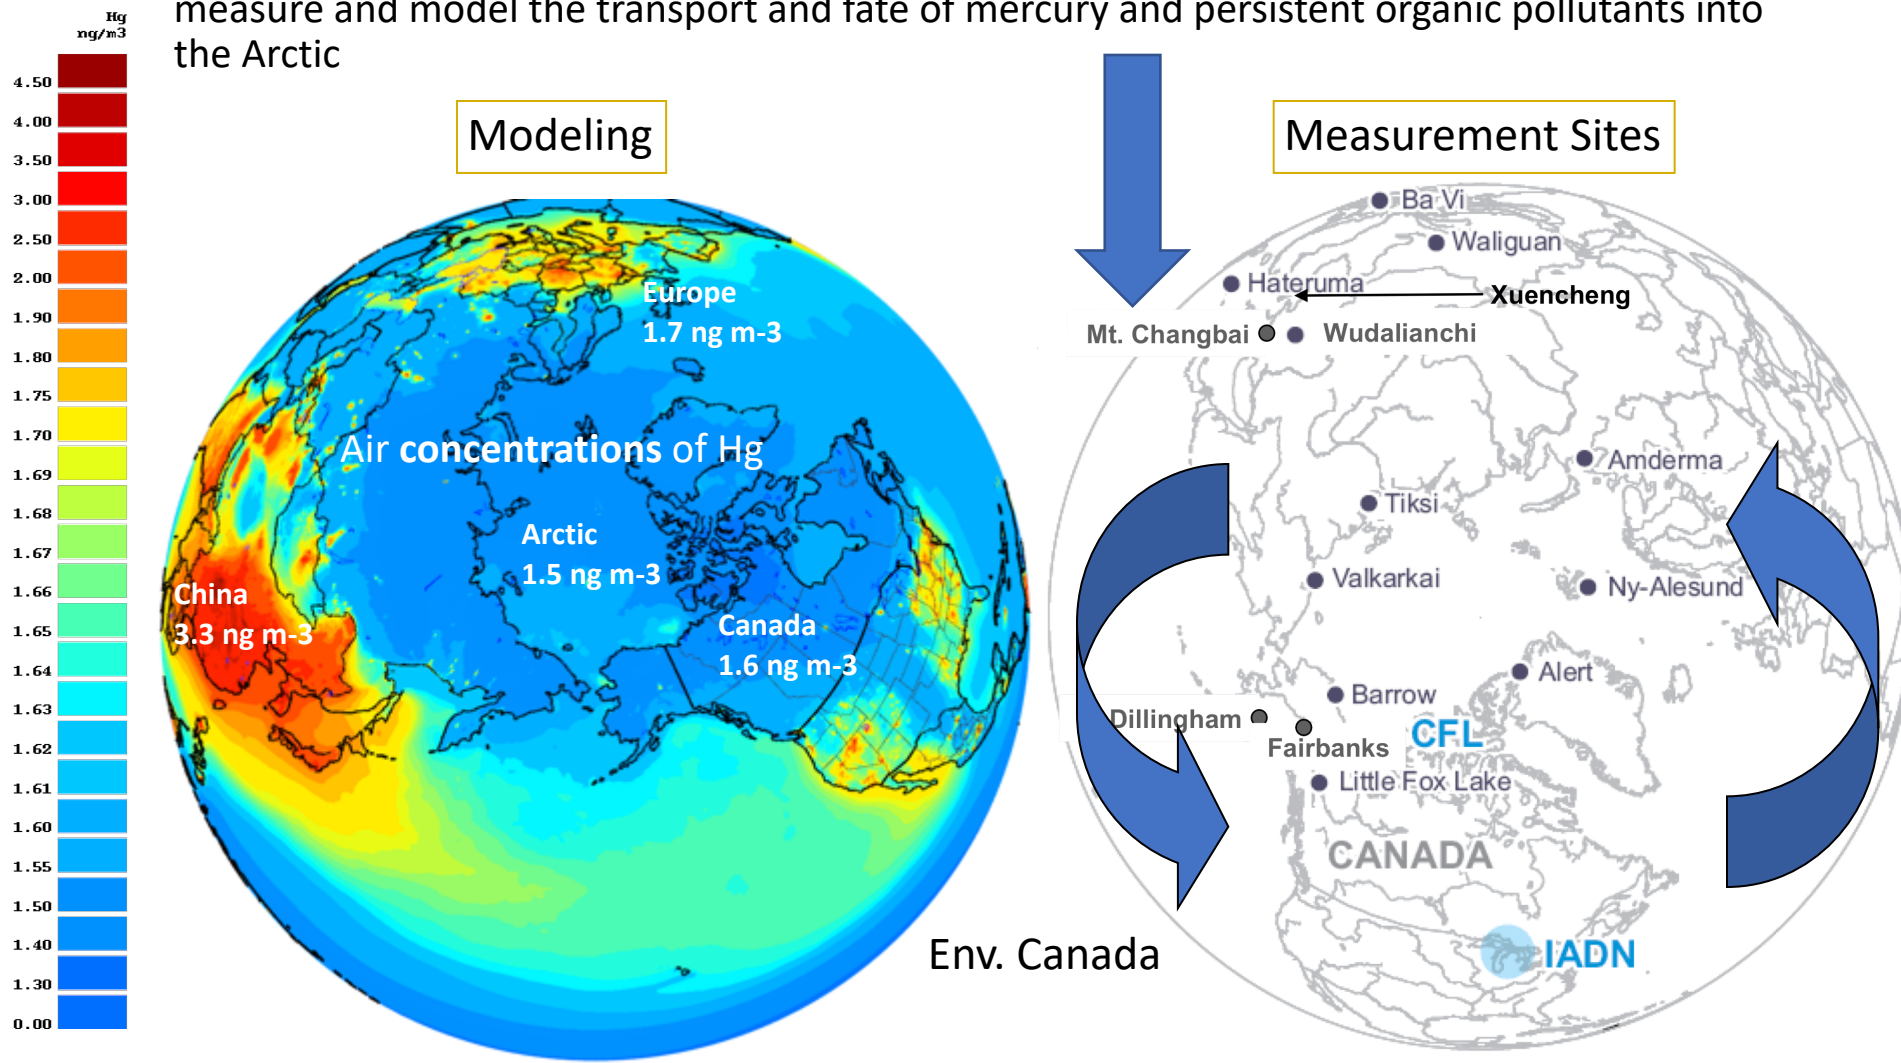 measure and model the transport and fate of mercury and persistent organic pollutants into
the Arctic
Hg
ng/m3
4.50
4.00
3.50
3.00
2.50
2.00
1.90
1.80
1.75
1.70
1.69
1.68
1.67
1.66
1.65
1.64
1.63
1.62
1.61
1.60
1.55
1.50
1.40
1.30
0.00
Modeling
Europe
1.7 ng m-3
Air concentrations of Hg
Arctic
1.5 ng m-3
China
3.3 ng m-3
Canada
1.6 ng m-3
Env. Canada
Measurement Sites
Ba Vi
Waliguan
Hateruma
Xuencheng
Mt. Changbai
Wudalianchi
Amderma
Tiksi
Valkarkai
Ny-Alesund
Alert
Barrow
Dillingham
CFL
Fairbanks
Little Fox Lake
CANADA
IADN